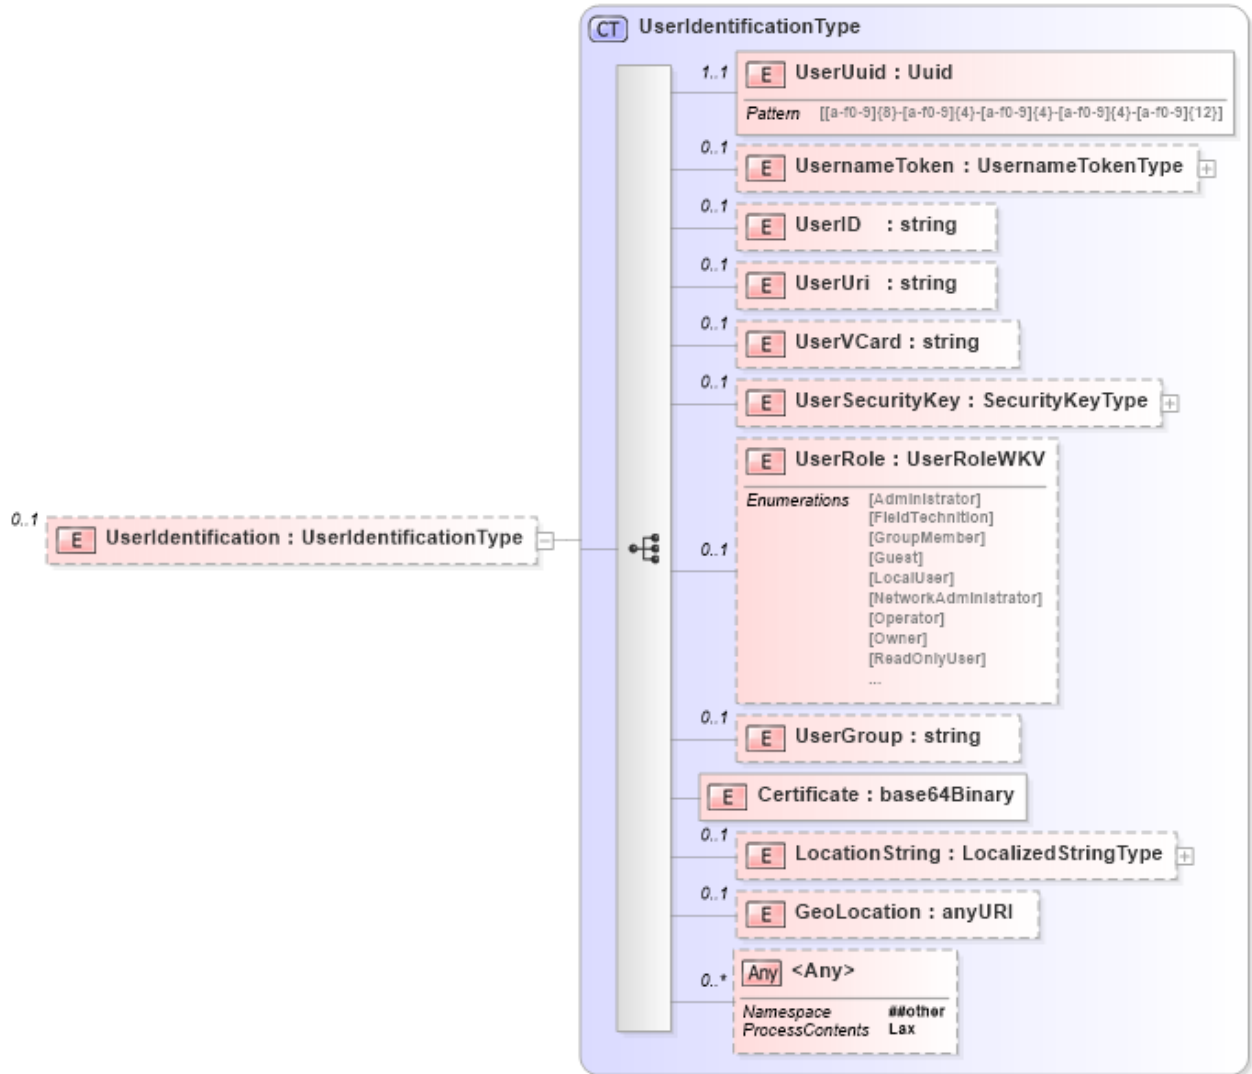 CT UserIdentificationType
1..1
E UserUuid : Uuid
Pattern [[a-f0-9]{8}-[a-f0-9]{4}-[a-f0-9]{4}-[a-f0-9]{4}-[a-f0-9]{12}]
0..1
E UsernameToken : UsernameTokenType
0..1
E UserID : string
0..1
E UserUri : string
0..1
E UserVCard : string
0..1
E UserSecurityKey : SecurityKeyType
0..1
E UserIdentification : UserIdentificationType
0..1
E UserRole : UserRoleWKV
Enumerations [Administrator]
[FieldTechnition]
[GroupMember]
[Guest]
[LocalUser]
[NetworkAdministrator]
[Operator]
[Owner]
[ReadOnlyUser]
...
0..1
E UserGroup : string
E Certificate : base64Binary
0..1
E LocationString : LocalizedStringType
0..1
E GeoLocation : anyURI
0..*
Any <Any>
Namespace ##other
ProcessContents Lax